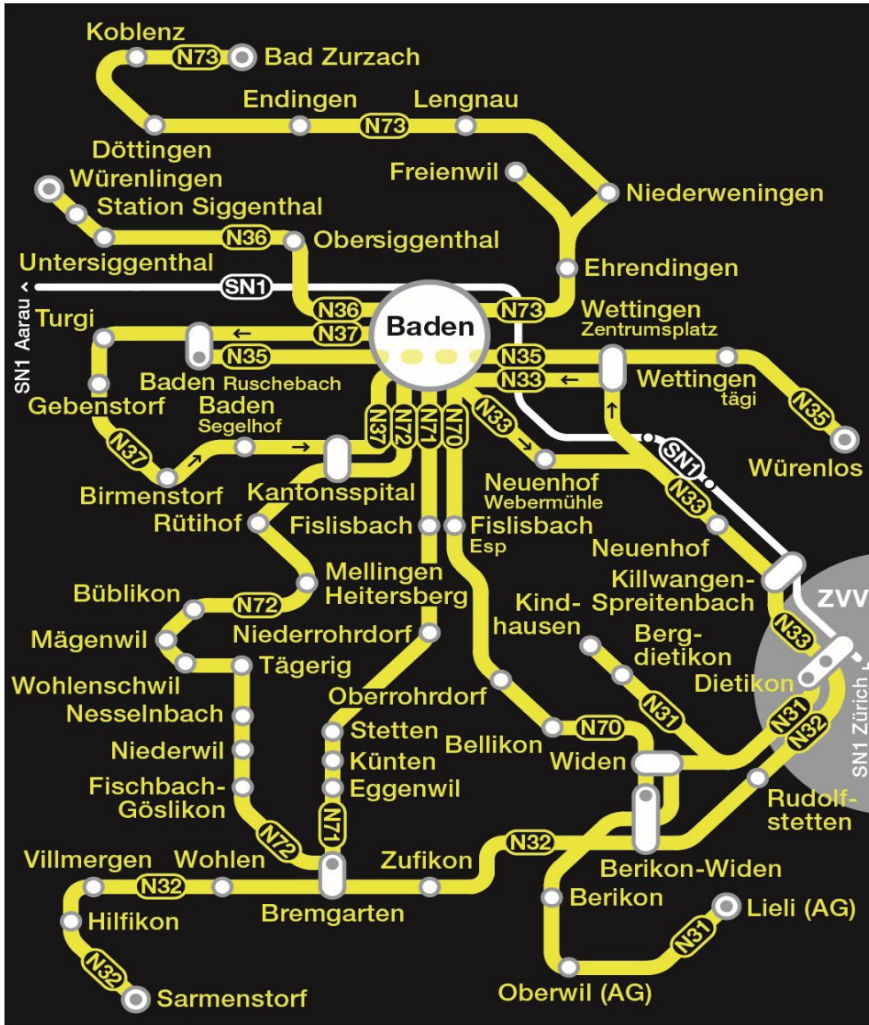 Koblenz
N73
Bad Zurzach
Endingen
Lengnau
N73
Döttingen
Freienwil
Würenlingen
Niederweningen
Station Siggenthal
N36
Obersiggenthal
Untersiggenthal
Ehrendingen
SN1
SN1 Aarau
N36
N73
Wettingen
Zentrumsplatz
Turgi
N37
Baden
N35
N35
N33
Baden Ruschebach
Wettingen
tägi
N35
Gebenstorf
Baden
Segelhof
N37
N72
N71
N70
N33
SN1
Würenlos
N37
Birmenstorf
Kantonsspital
Neuenhof
Webermühle
N33
Rütihof
Fislisbach
Fislisbach
Esp
Neuenhof
Killwangen-
Spreitenbach
ZVV
Büblikon
N72
Mellingen
Heitersberg
Kind-
hausen
N33
Mägenwil
Niederrohrdorf
Berg-
dietikon
Wohlenschwil
Tägerig
Oberrohrdorf
Dietikon
SN1 Zürich
Nesselnbach
N31
N31
N32
Stetten
Bellikon
N70
Niederwil
Künten
Widen
Fischbach-
Göslikon
Eggenwil
Rudolf-
stetten
N72
N71
N32
Villmergen
Wohlen
Zufikon
Berikon-Widen
N32
Bremgarten
Berikon
Lieli (AG)
Hilfikon
N31
N32
Sarmenstorf
Oberwil (AG)